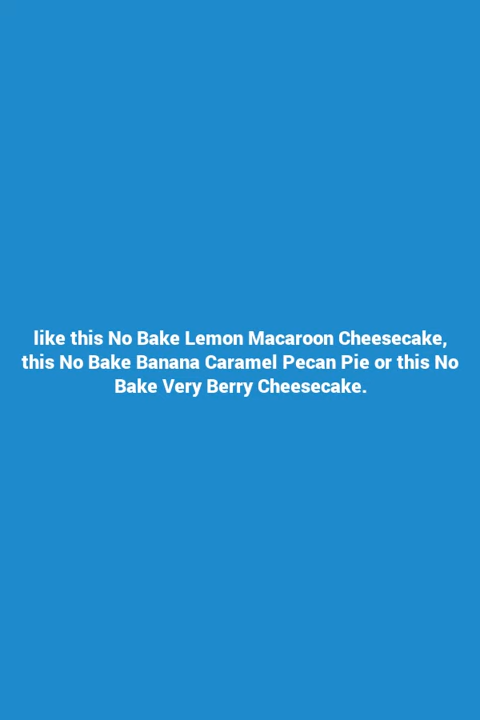 like this No Bake Lemon Macaroon Cheesecake,
this No Bake Banana Caramel Pecan Pie or this No
Bake Very Berry Cheesecake.